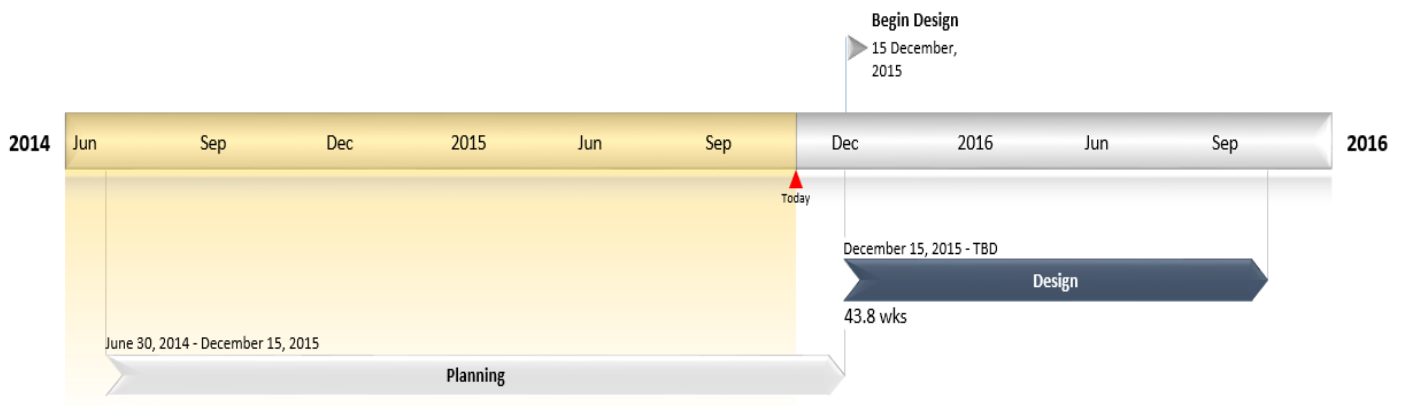 Begin Design
15 December,
2015
2014 Jun Sep Dec 2015 Jun Sep Dec 2016 Jun Sep 2016
Today
December 15, 2015 - TBD
Design
43.8 wks
June 30, 2014 - December 15, 2015
Planning